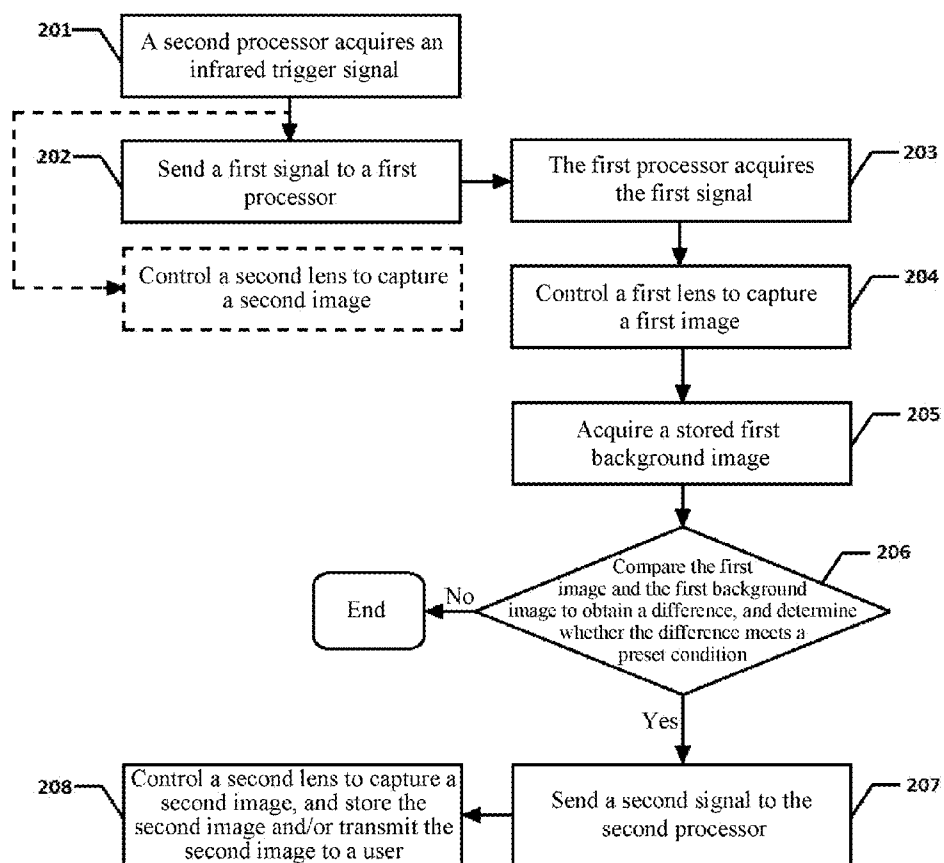 201
A second processor acquires an
infrared trigger signal
202
Send a first signal to a first
processor
203
The first processor acquires
the first signal
Control a second lens to capture
a second image
204
Control a first lens to capture
a first image
205
Acquire a stored first
background image
206
Compare the first
image and the first background
image to obtain a difference, and determine
whether the difference meets a
preset condition
No
End
Yes
208
Control a second lens to capture a
second image, and store the
second image and/or transmit the
second image to a user
207
Send a second signal to the
second processor